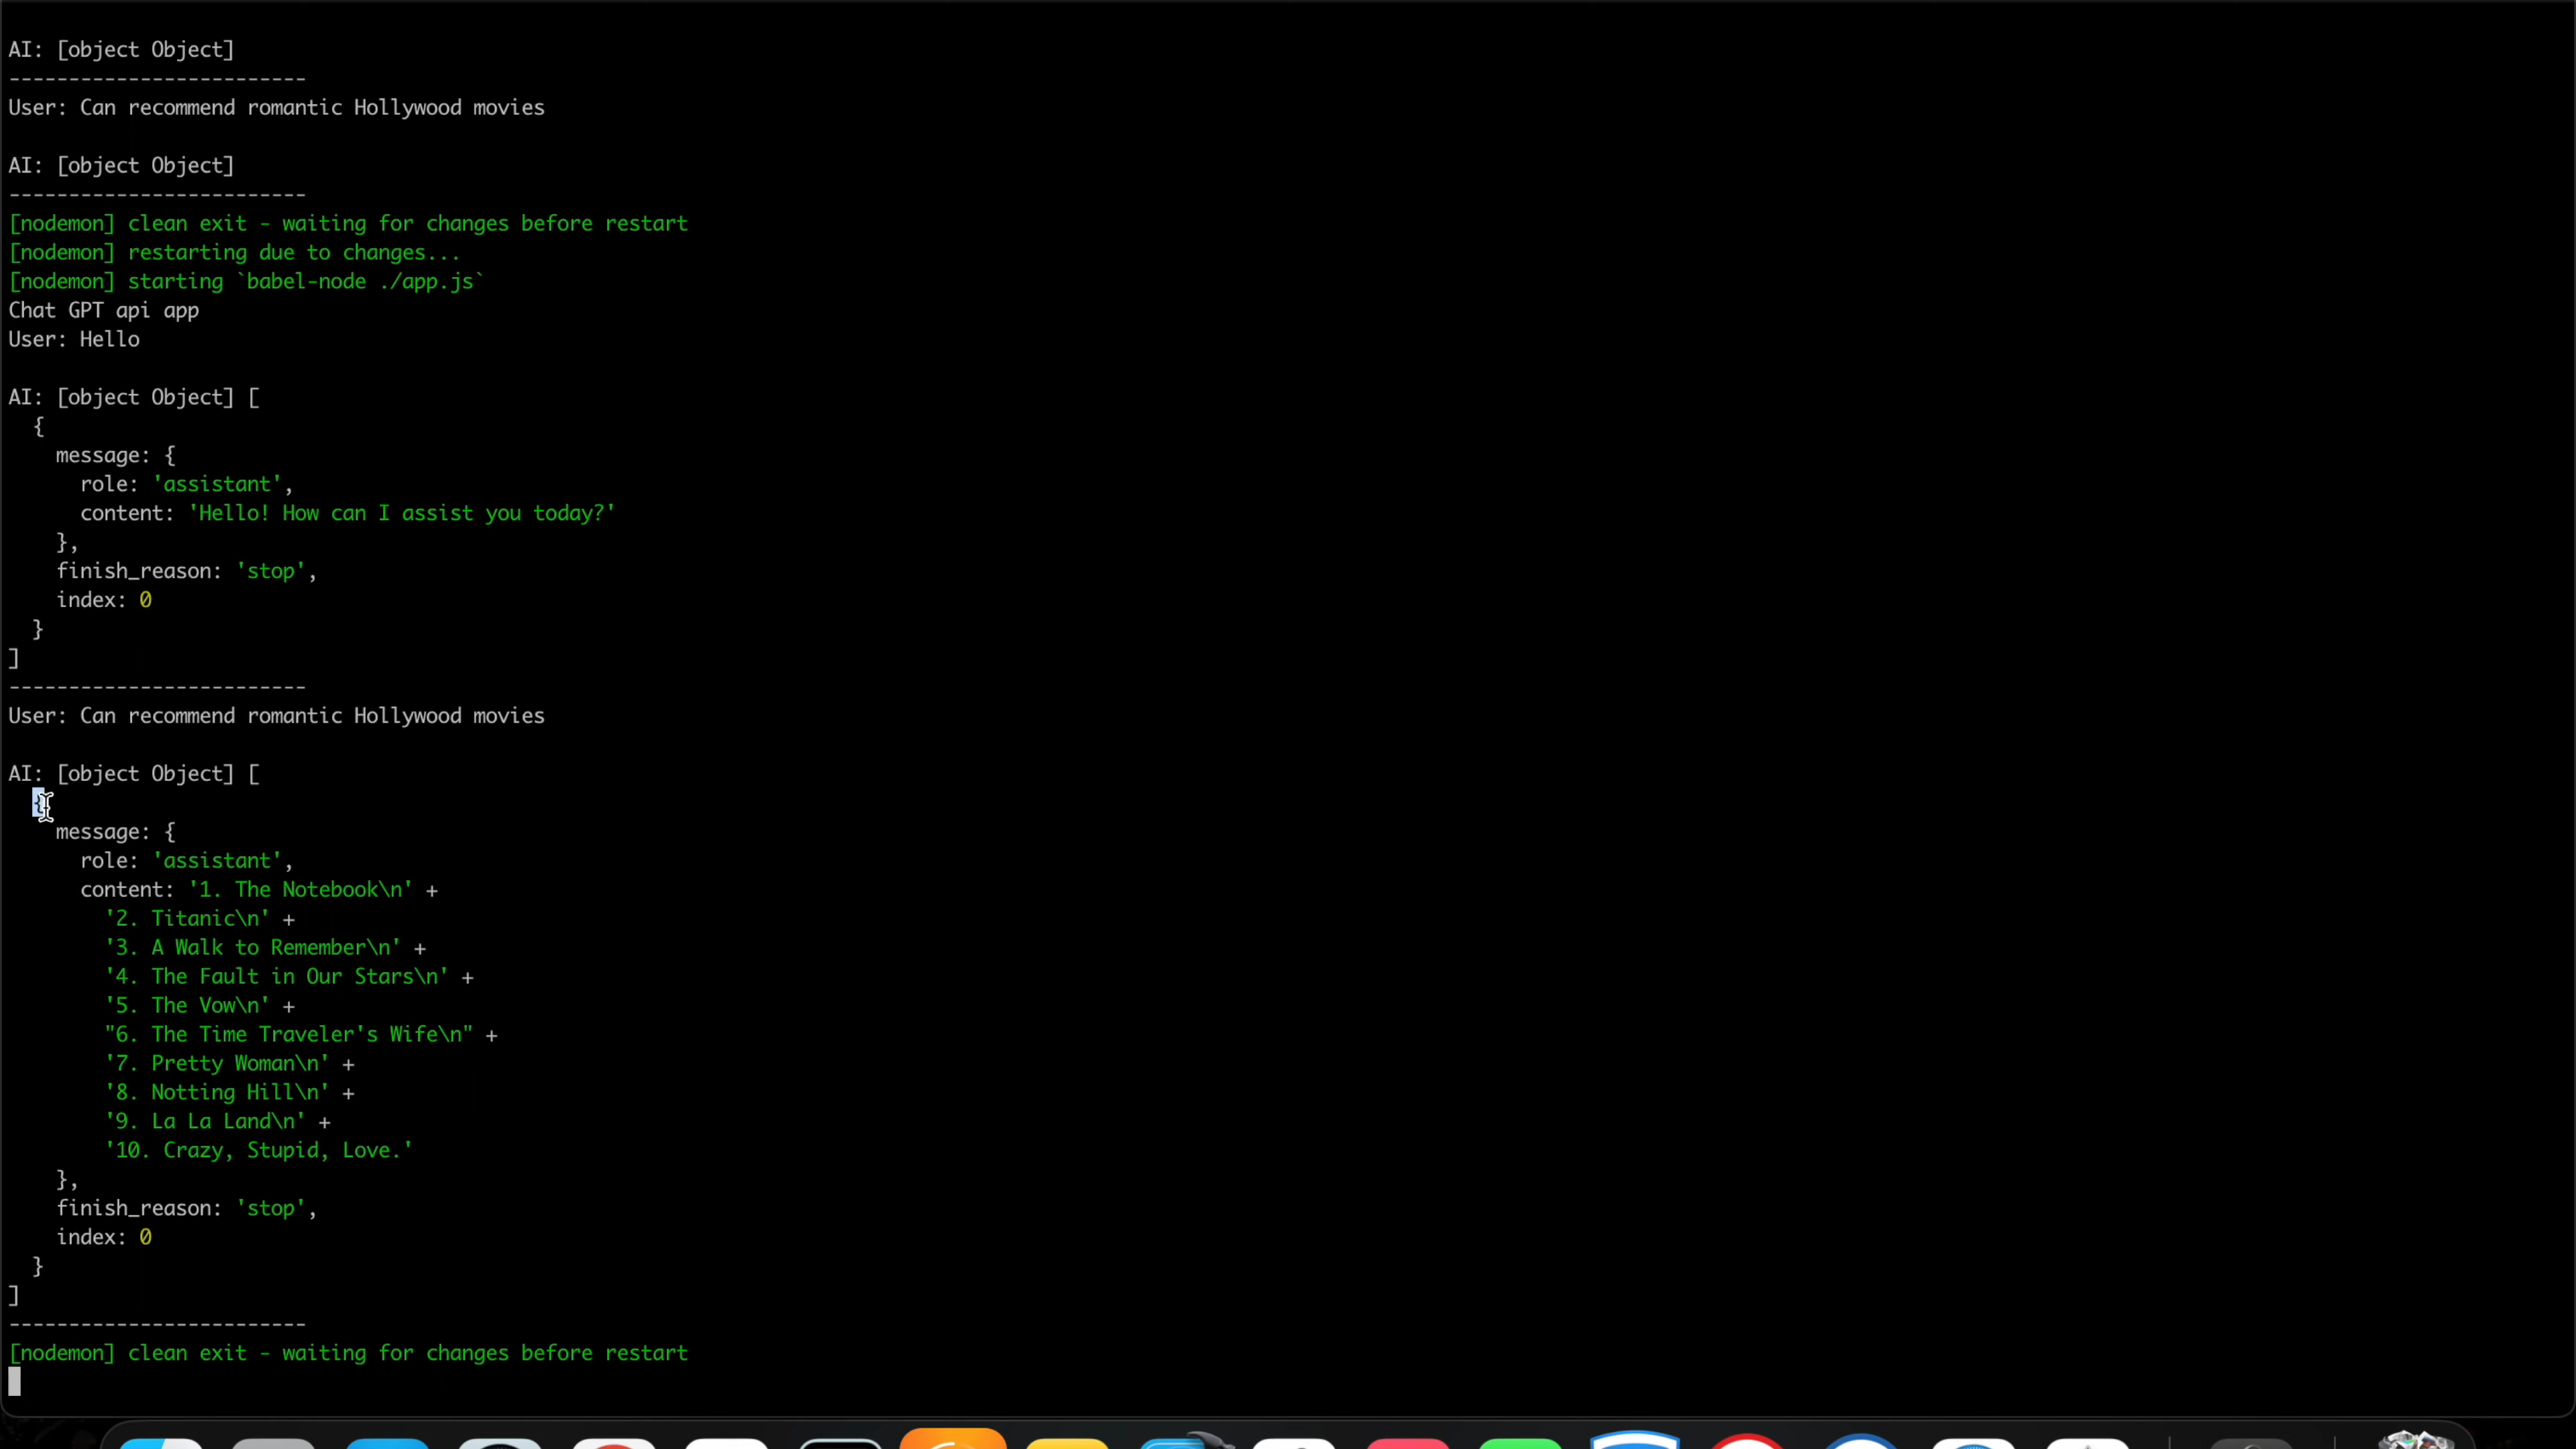 AI: [object Object]
-------------------------
User: Can recommend romantic Hollywood movies
AI: [object Object]
-------------------------
[nodemon] clean exit - waiting for changes before restart
[nodemon] restarting due to changes...
[nodemon] starting `babel-node ./app.js`
Chat GPT api app
User: Hello
AI: [object Object] [
  {
    message: {
      role: 'assistant',
      content: 'Hello! How can I assist you today?'
    },
    finish_reason: 'stop',
    index: 0
  }
]
-------------------------
User: Can recommend romantic Hollywood movies
AI: [object Object] [
  {
    message: {
      role: 'assistant',
      content: '1. The Notebook\n' +
        '2. Titanic\n' +
        '3. A Walk to Remember\n' +
        '4. The Fault in Our Stars\n' +
        '5. The Vow\n' +
        "6. The Time Traveler's Wife\n" +
        '7. Pretty Woman\n' +
        '8. Notting Hill\n' +
        '9. La La Land\n' +
        '10. Crazy, Stupid, Love.'
    },
    finish_reason: 'stop',
    index: 0
  }
]
-------------------------
[nodemon] clean exit - waiting for changes before restart